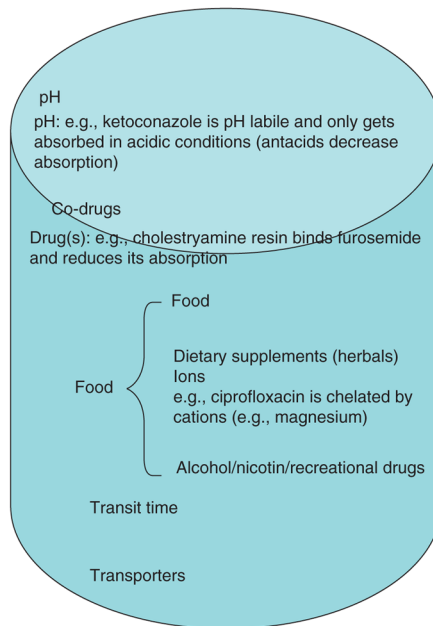 pH
pH: e.g., ketoconazole is pH labile and only gets
absorbed in acidic conditions (antacids decrease
absorption)
Co-drugs
Drug(s): e.g., cholestryamine resin binds furosemide
and reduces its absorption
Food
Food
Dietary supplements (herbals)
Ions
e.g., ciprofloxacin is chelated by
cations (e.g., magnesium)
Alcohol/nicotin/recreational drugs
Transit time
Transporters